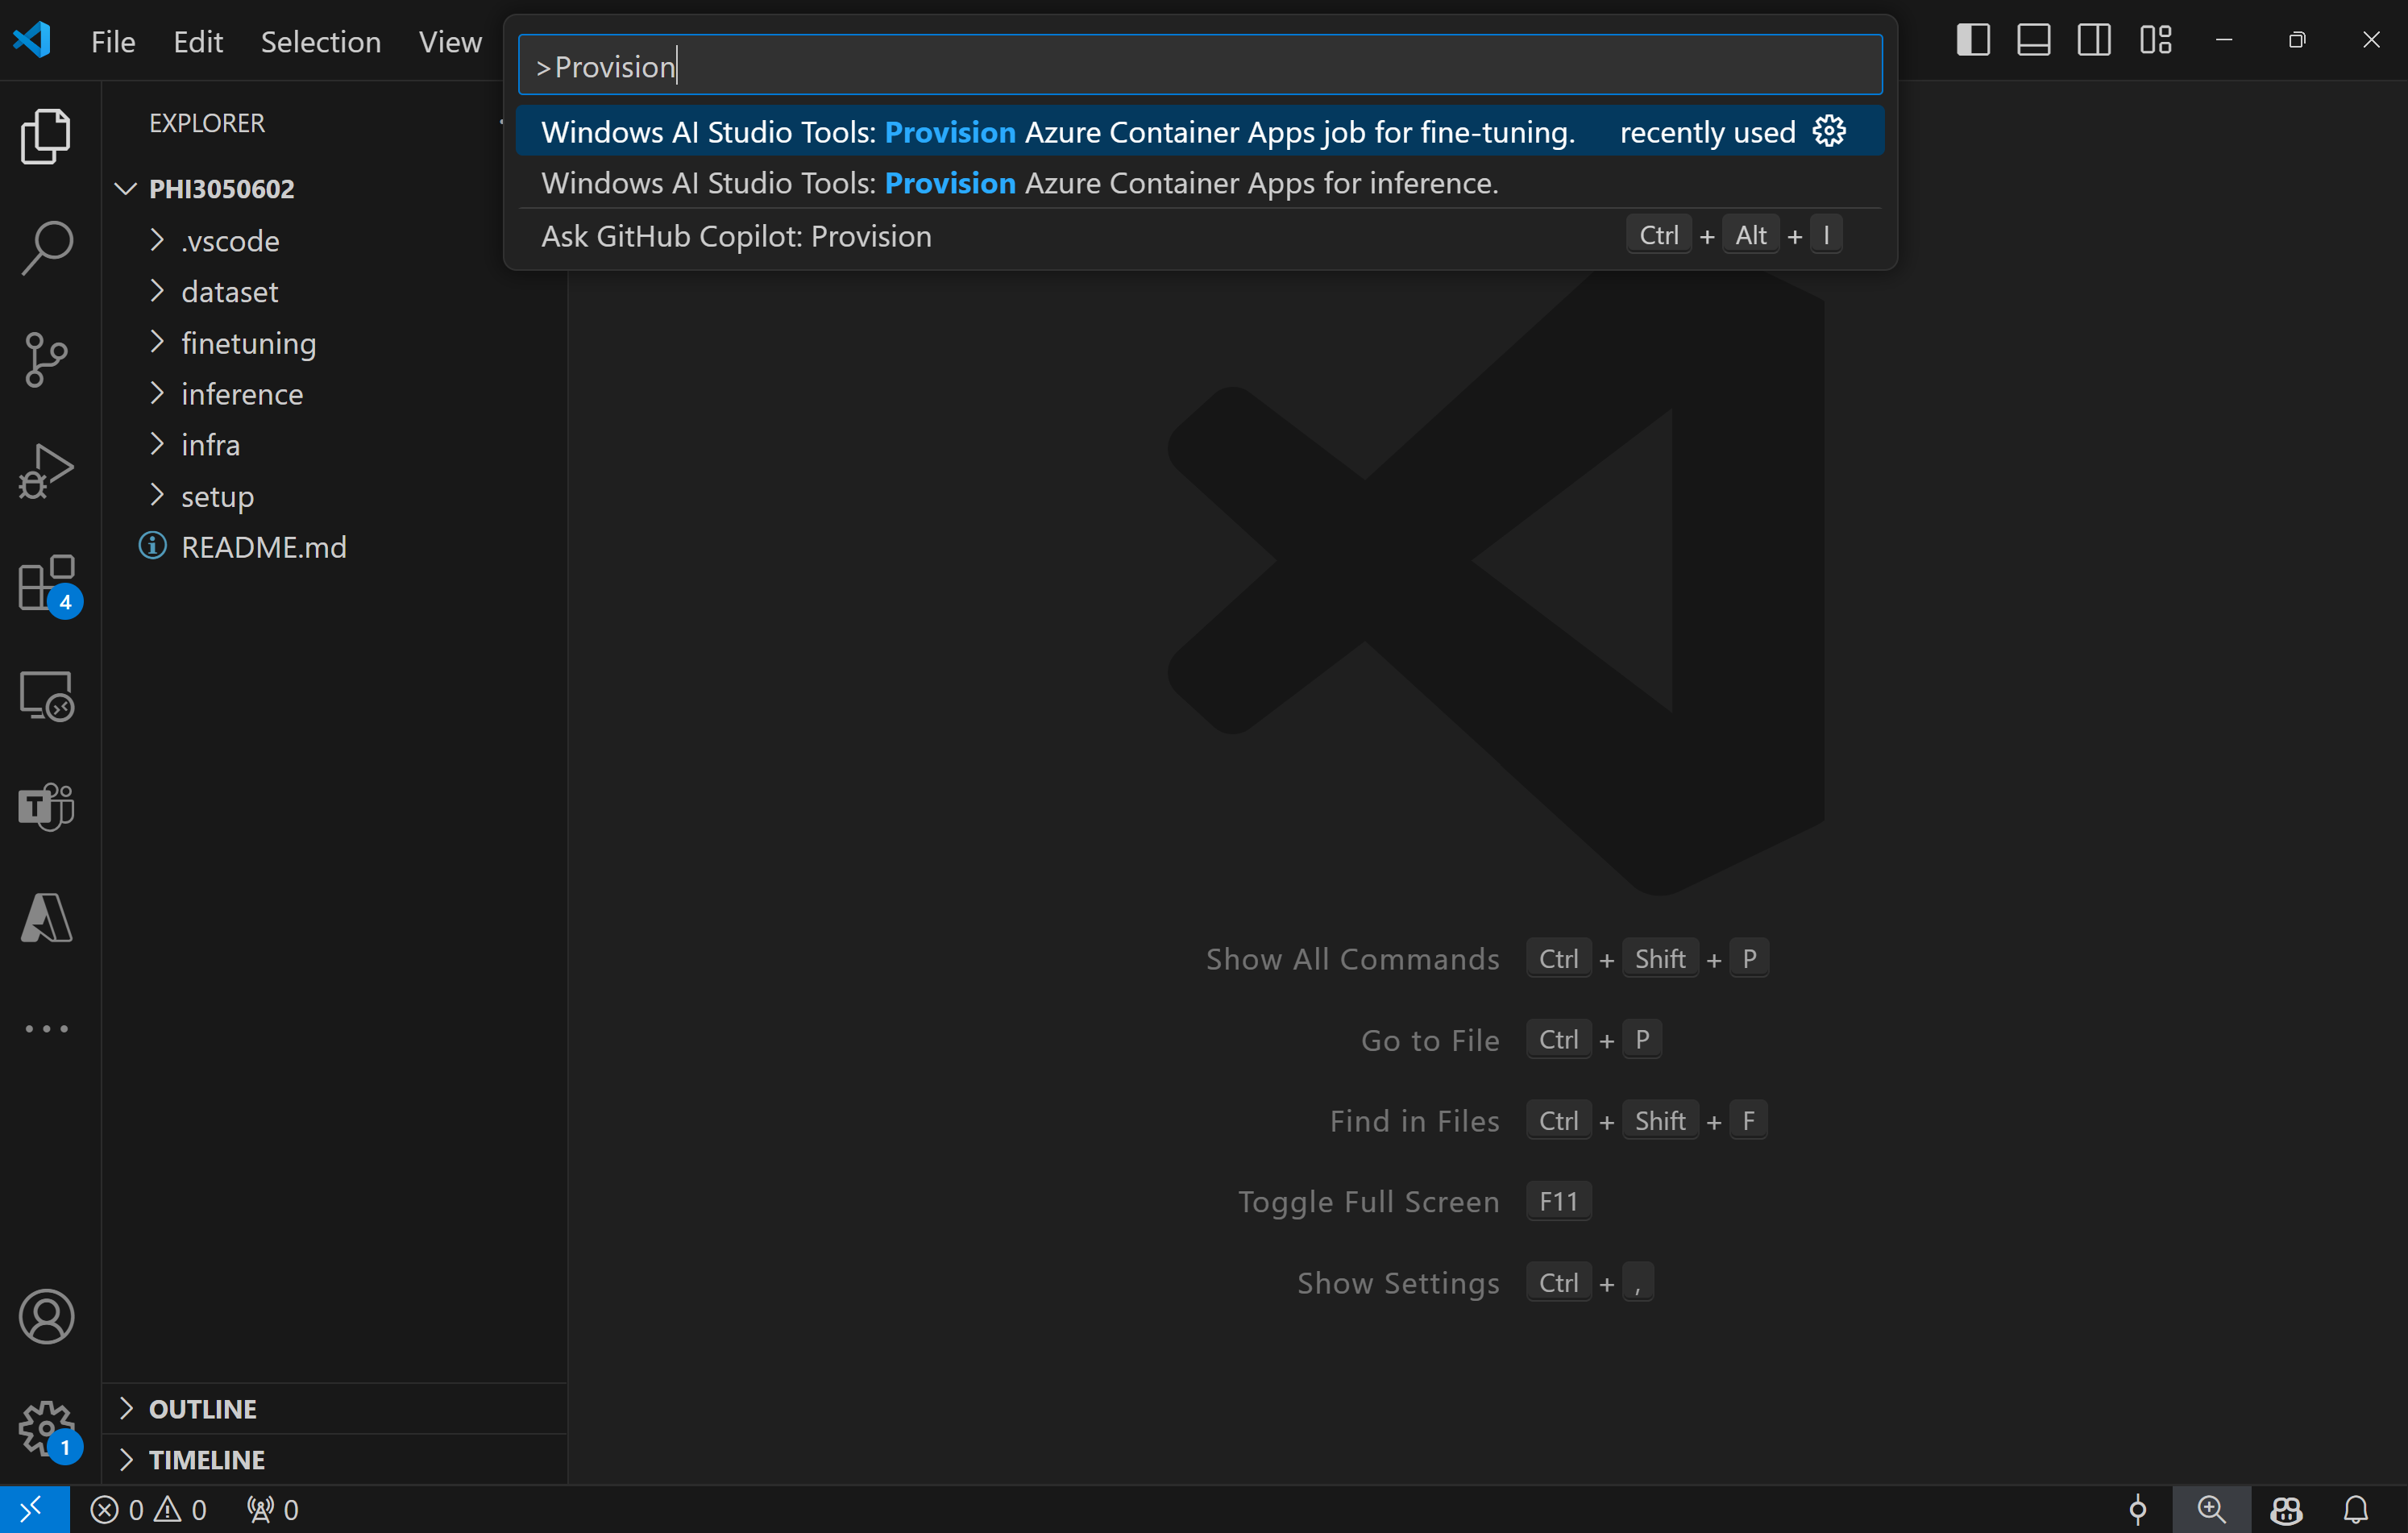 File Edit Selection View
>Provision
Windows AI Studio Tools: Provision Azure Container Apps job for fine-tuning. recently used
Windows AI Studio Tools: Provision Azure Container Apps for inference.
Ask GitHub Copilot: Provision Ctrl + Alt + I
EXPLORER
PHI3050602
.vscode
dataset
finetuning
inference
infra
setup
README.md
4
T
Show All Commands Ctrl + Shift + P
Go to File Ctrl + P
Find in Files Ctrl + Shift + F
Toggle Full Screen F11
Show Settings Ctrl + ,
OUTLINE
1
TIMELINE
0 0 0